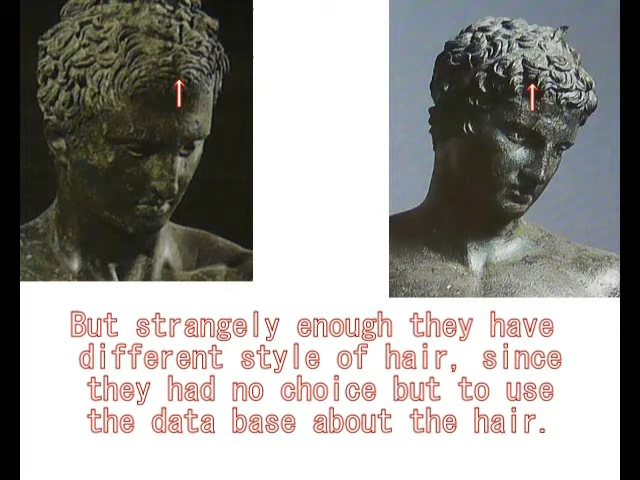 But strangely enough they have
different style of hair, since
they had no choice but to use
the data base about the hair.